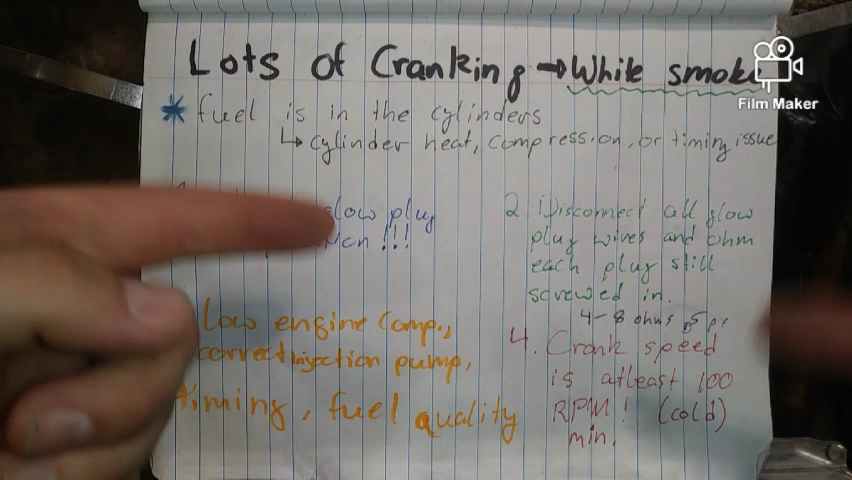 Lots of Cranking → White smoke
Film Maker
* fuel is in the cylinders
↳ cylinder heat, compression, or timing issue
glow plug
!!!
2. Disconnect all glow
plug wires and ohm
each plug still
screwed in.
4-8 ohms
low engine comp.,
correct injection pump,
timing, fuel quality
4. Crank speed
is atleast 100
RPM! (cold)
min.